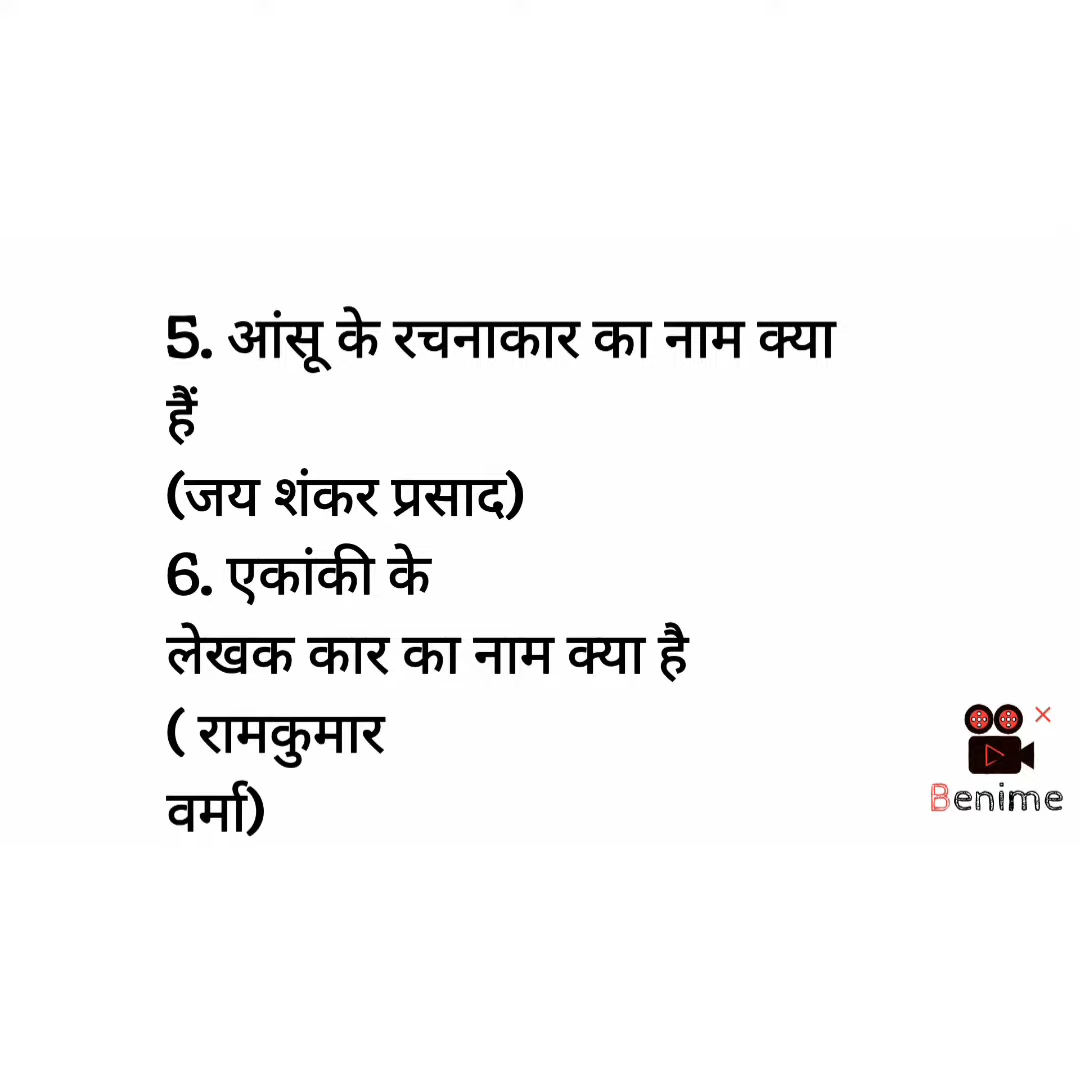 5. आंसू के रचनाकार का नाम क्या
हैं
(जय शंकर प्रसाद)
6. एकांकी के
लेखक कार का नाम क्या है
( रामकुमार
वर्मा)
Benime